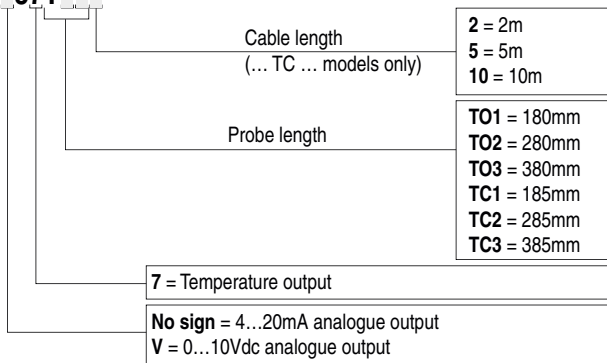 Cable length
(… TC … models only)
2 = 2m
5 = 5m
10 = 10m
Probe length
TO1 = 180mm
TO2 = 280mm
TO3 = 380mm
TC1 = 185mm
TC2 = 285mm
TC3 = 385mm
7 = Temperature output
No sign = 4…20mA analogue output
V = 0…10Vdc analogue output